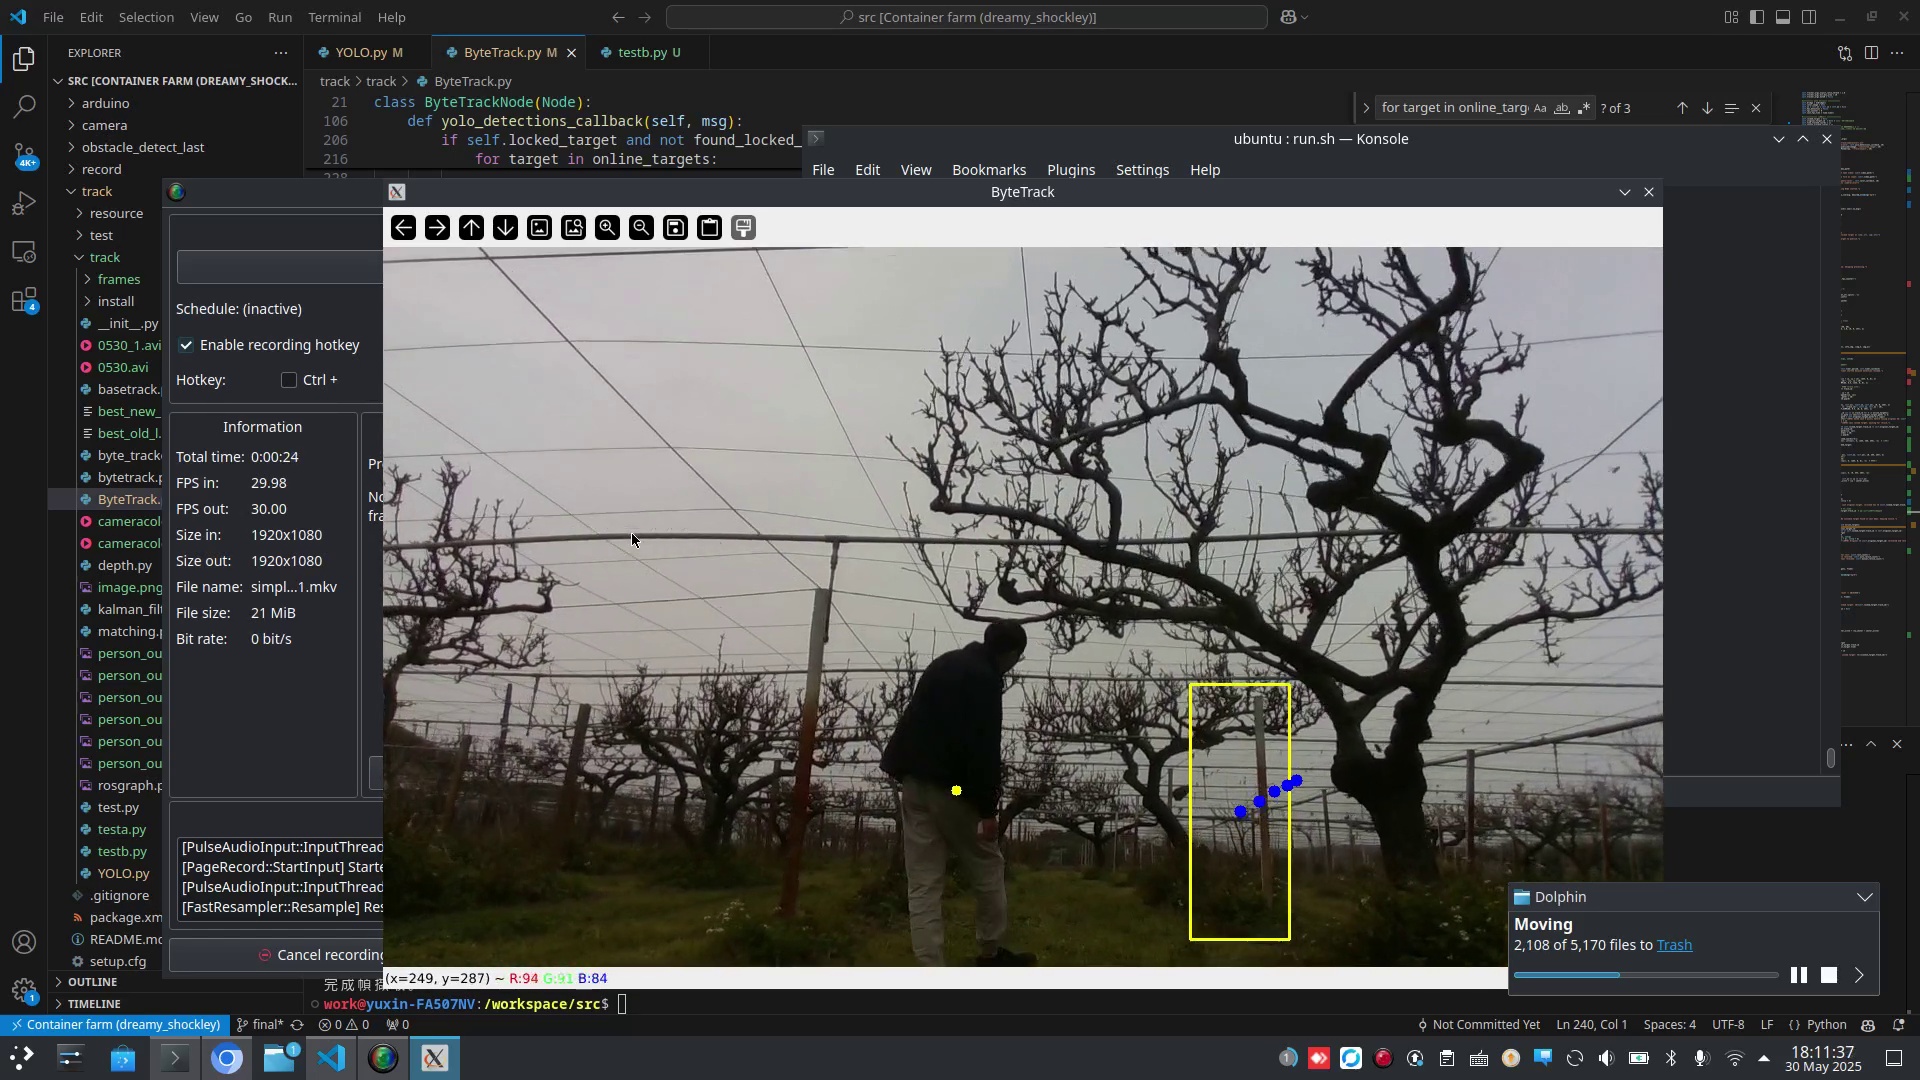 File Edit Selection View Go Run Terminal Help
src [Container farm (dreamy_shockley)]
EXPLORER
YOLO.py M
ByteTrack.py M
testb.py U
SRC [CONTAINER FARM (DREAMY_SHOCK...
track > track > ByteTrack.py
arduino
camera
obstacle_detect_last
record
track
resource
test
track
frames
install
__init__.py
0530_1.avi
0530.avi
basetrack.
best_new_
best_old_l.
byte_track
bytetrack.p
ByteTrack.
cameracol
cameracol
depth.py
image.png
kalman_filt
matching.p
person_ou
person_ou
person_ou
person_ou
person_ou
person_ou
rosgraph.p
test.py
testa.py
testb.py
YOLO.py
.gitignore
package.xm
README.md
setup.cfg
OUTLINE
TIMELINE
21 class ByteTrackNode(Node):
106 def yolo_detections_callback(self, msg):
206 if self.locked_target and not found_locked_
216 for target in online_targets:
for target in online_targ
Aa ab .*
? of 3
ubuntu : run.sh — Konsole
File Edit View Bookmarks Plugins Settings Help
ByteTrack
Schedule: (inactive)
Enable recording hotkey
Hotkey: Ctrl +
Information
Total time: 0:00:24
FPS in: 29.98
FPS out: 30.00
Size in: 1920x1080
Size out: 1920x1080
File name: simpl...1.mkv
File size: 21 MiB
Bit rate: 0 bit/s
Pr
No
fra
[PulseAudioInput::InputThread
[PageRecord::StartInput] Starte
[PulseAudioInput::InputThread
[FastResampler::Resample] Res
Cancel recording
(x=249, y=287) ~ R:94 G:91 B:84
work@yuxin-FA507NV:/workspace/src$
Dolphin
Moving
2,108 of 5,170 files to Trash
4K+
4
1
Container farm (dreamy_shockley)
final*
0 0
0
Not Committed Yet
Ln 240, Col 1
Spaces: 4
UTF-8
LF
Python
1
1
18:11:37
30 May 2025